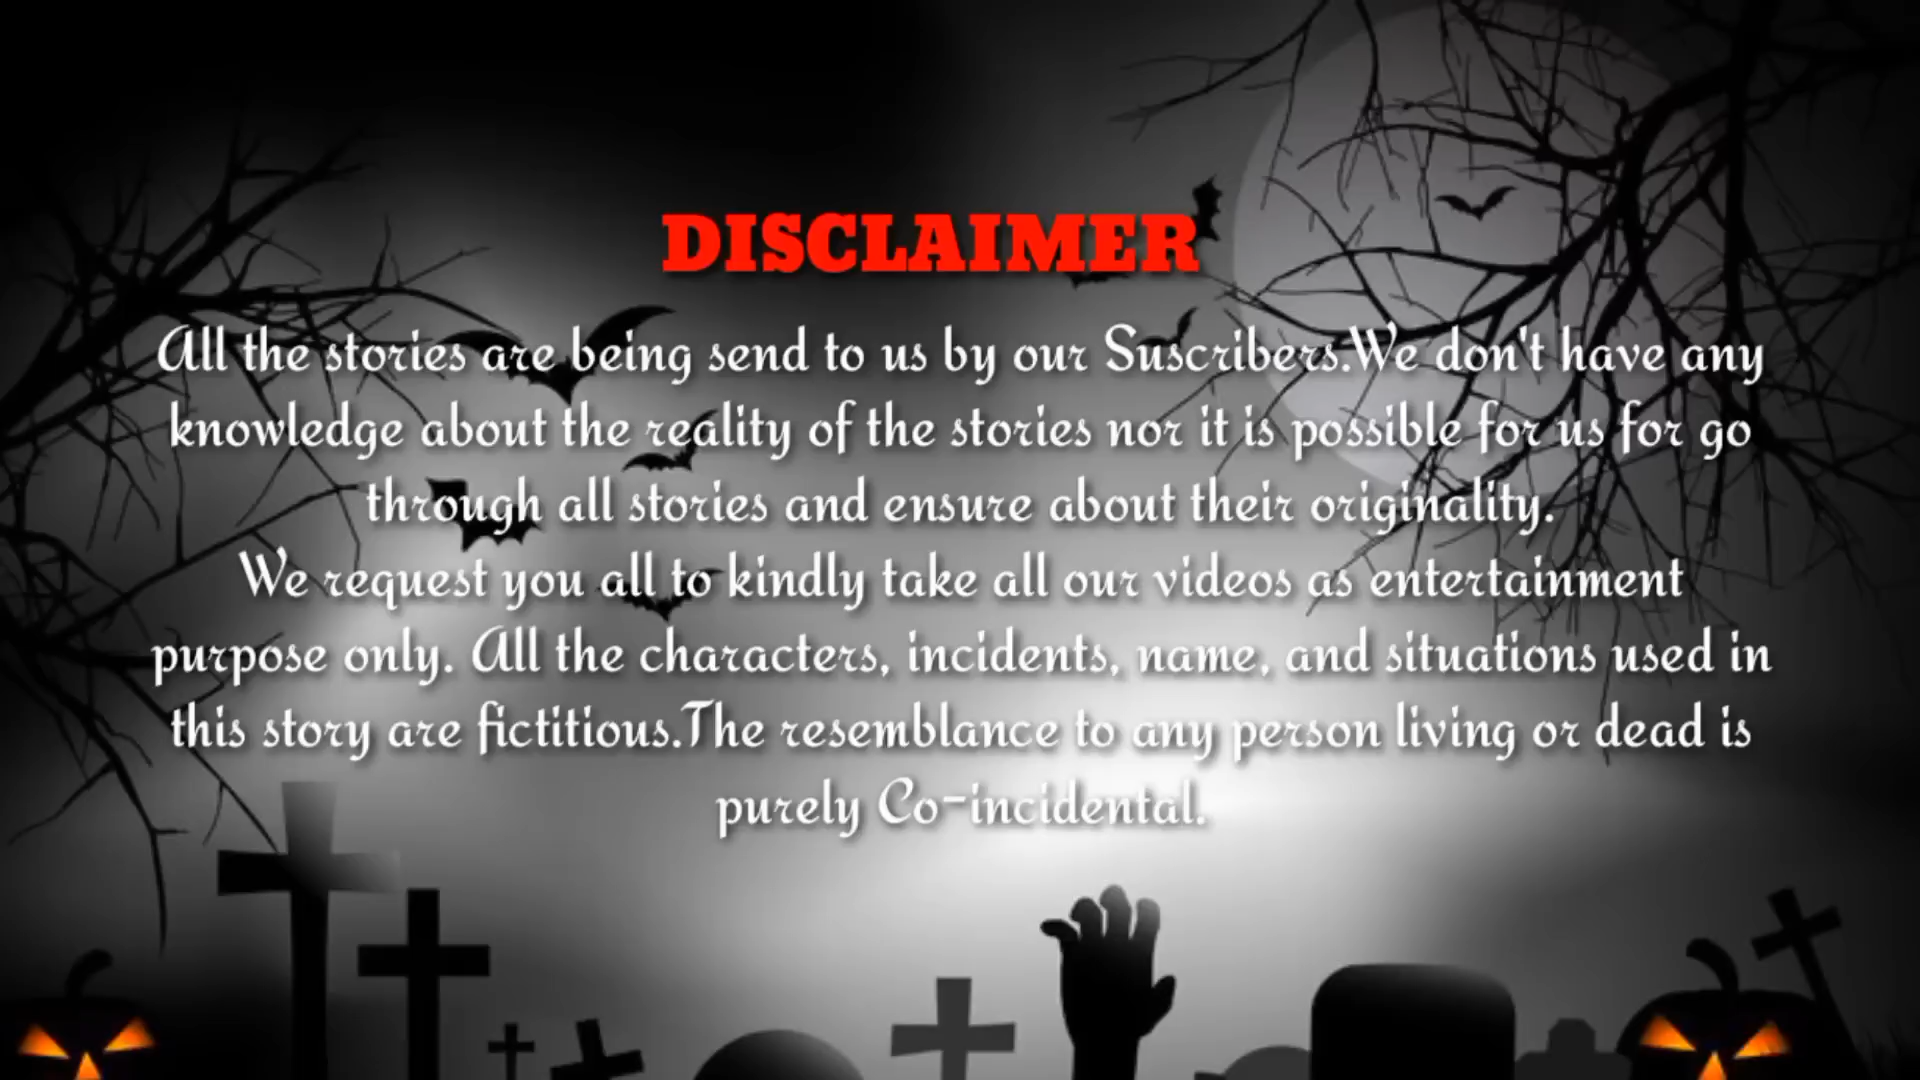 DISCLAIMER
All the stories are being send to us by our Suscribers.We don't have any
knowledge about the reality of the stories nor it is possible for us for go
through all stories and ensure about their originality.
We request you all to kindly take all our videos as entertainment
purpose only. All the characters, incidents, name, and situations used in
this story are fictitious.The resemblance to any person living or dead is
purely Co-incidental.